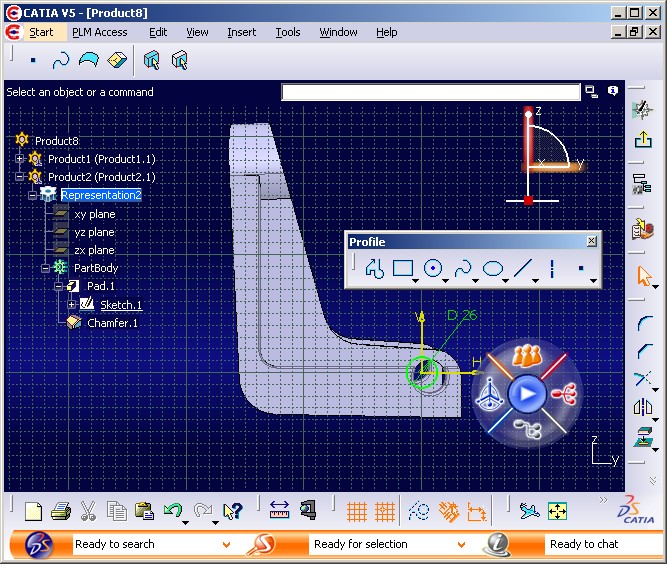 CATIA V5 - [Product8]
Start PLM Access Edit View Insert Tools Window Help
Select an object or a command
z
x y
Product8
Product1 (Product1.1)
Product2 (Product2.1)
Representation2
xy plane
yz plane
zx plane
PartBody
Pad.1
Sketch.1
Chamfer.1
Profile
V D 26
H
z
y
CATIA
Ready to search Ready for selection Ready to chat